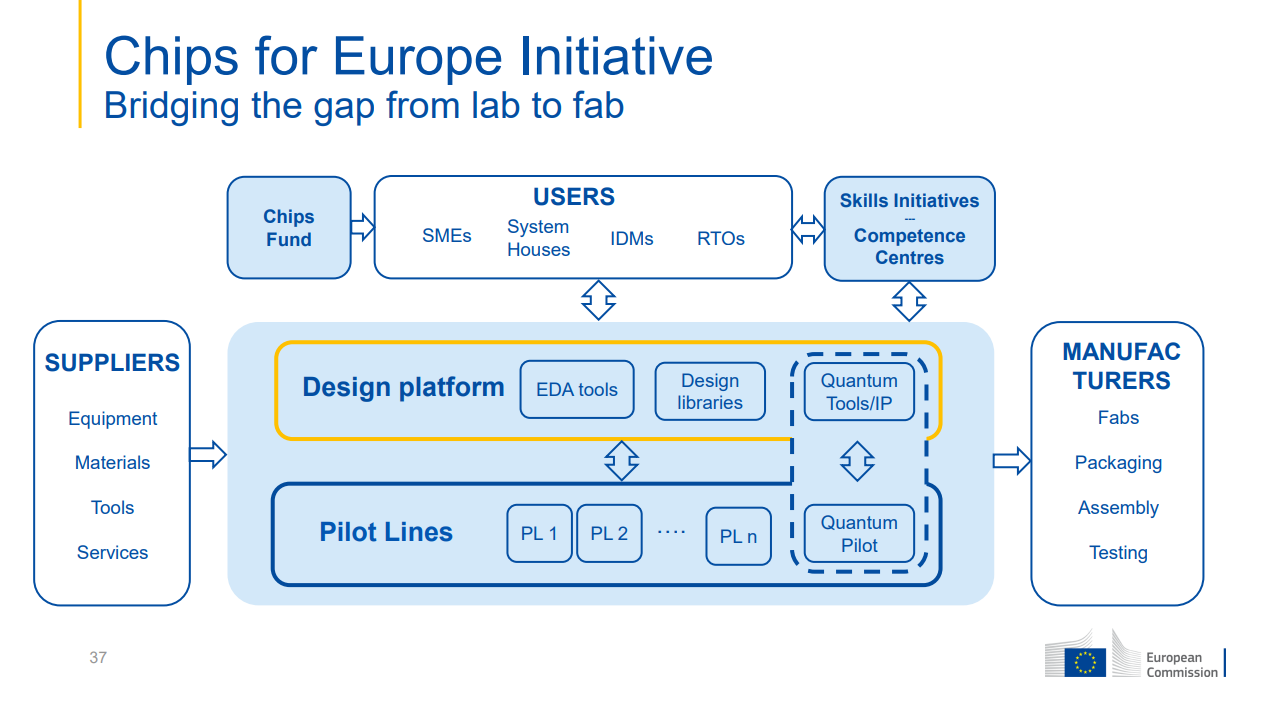 Chips for Europe Initiative
Bridging the gap from lab to fab
Chips
Fund
USERS
SMEs
System
Houses
IDMs
RTOs
Skills Initiatives
---
Competence
Centres
SUPPLIERS
Equipment
Materials
Tools
Services
Design platform
EDA tools
Design
libraries
Quantum
Tools/IP
Pilot Lines
PL 1
PL 2
....
PL n
Quantum
Pilot
MANUFAC
TURERS
Fabs
Packaging
Assembly
Testing
37
European
Commission